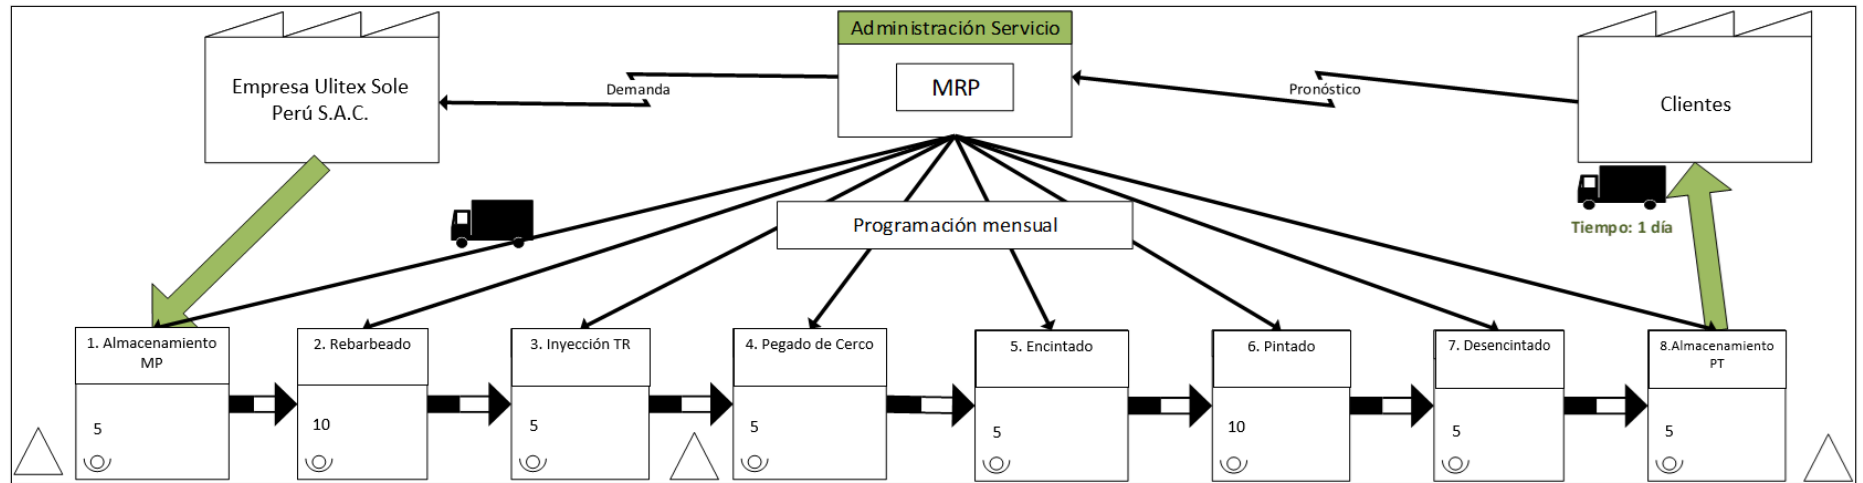 Administración Servicio
MRP
Empresa Ulitex Sole
Perú S.A.C.
Demanda
Pronóstico
Clientes
Programación mensual
Tiempo: 1 día
1. Almacenamiento
MP
5
2. Rebarbeado
10
3. Inyección TR
5
4. Pegado de Cerco
5
5. Encintado
5
6. Pintado
10
7. Desencintado
5
8.Almacenamiento
PT
5